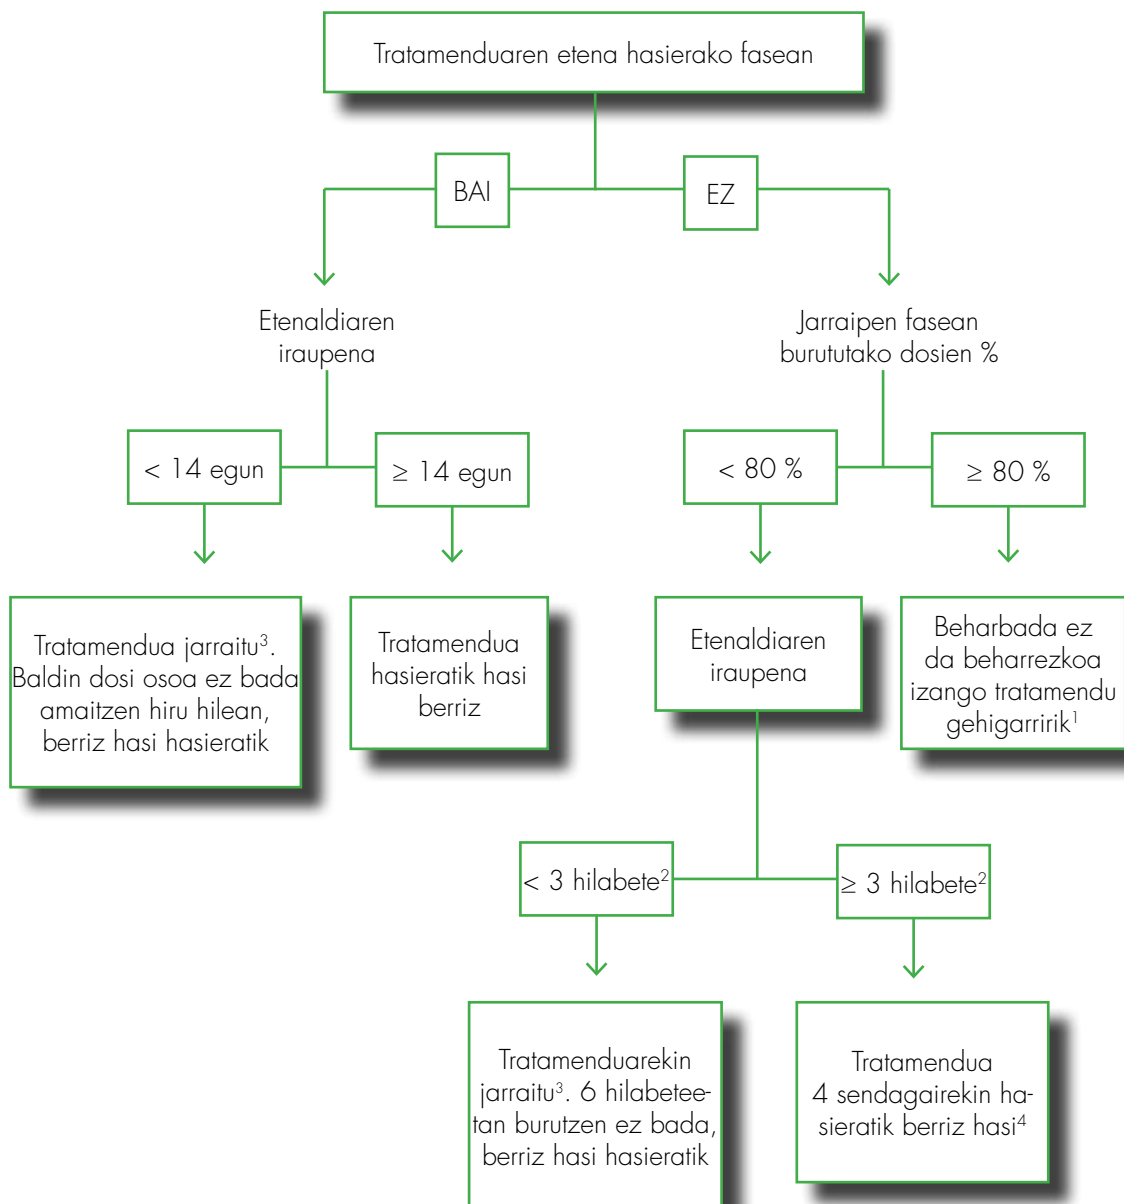 Tratamenduaren etena hasierako fasean
BAI
EZ
Etenaldiaren
iraupena
Jarraipen fasean
burututako dosien %
< 14 egun
≥ 14 egun
< 80 %
≥ 80 %
Tratamendua jarraitu³.
Baldin dosi osoa ez bada
amaitzen hiru hilean,
berriz hasi hasieratik
Tratamendua
hasieratik hasi
berriz
Etenaldiaren
iraupena
Beharbada ez
da beharrezkoa
izango tratamendu
gehigarririk¹
< 3 hilabete²
≥ 3 hilabete²
Tratamenduarekin
jarraitu³. 6 hilabetee-
tan burutzen ez bada,
berriz hasi hasieratik
Tratamendua
4 sendagairekin ha-
sieratik berriz hasi⁴